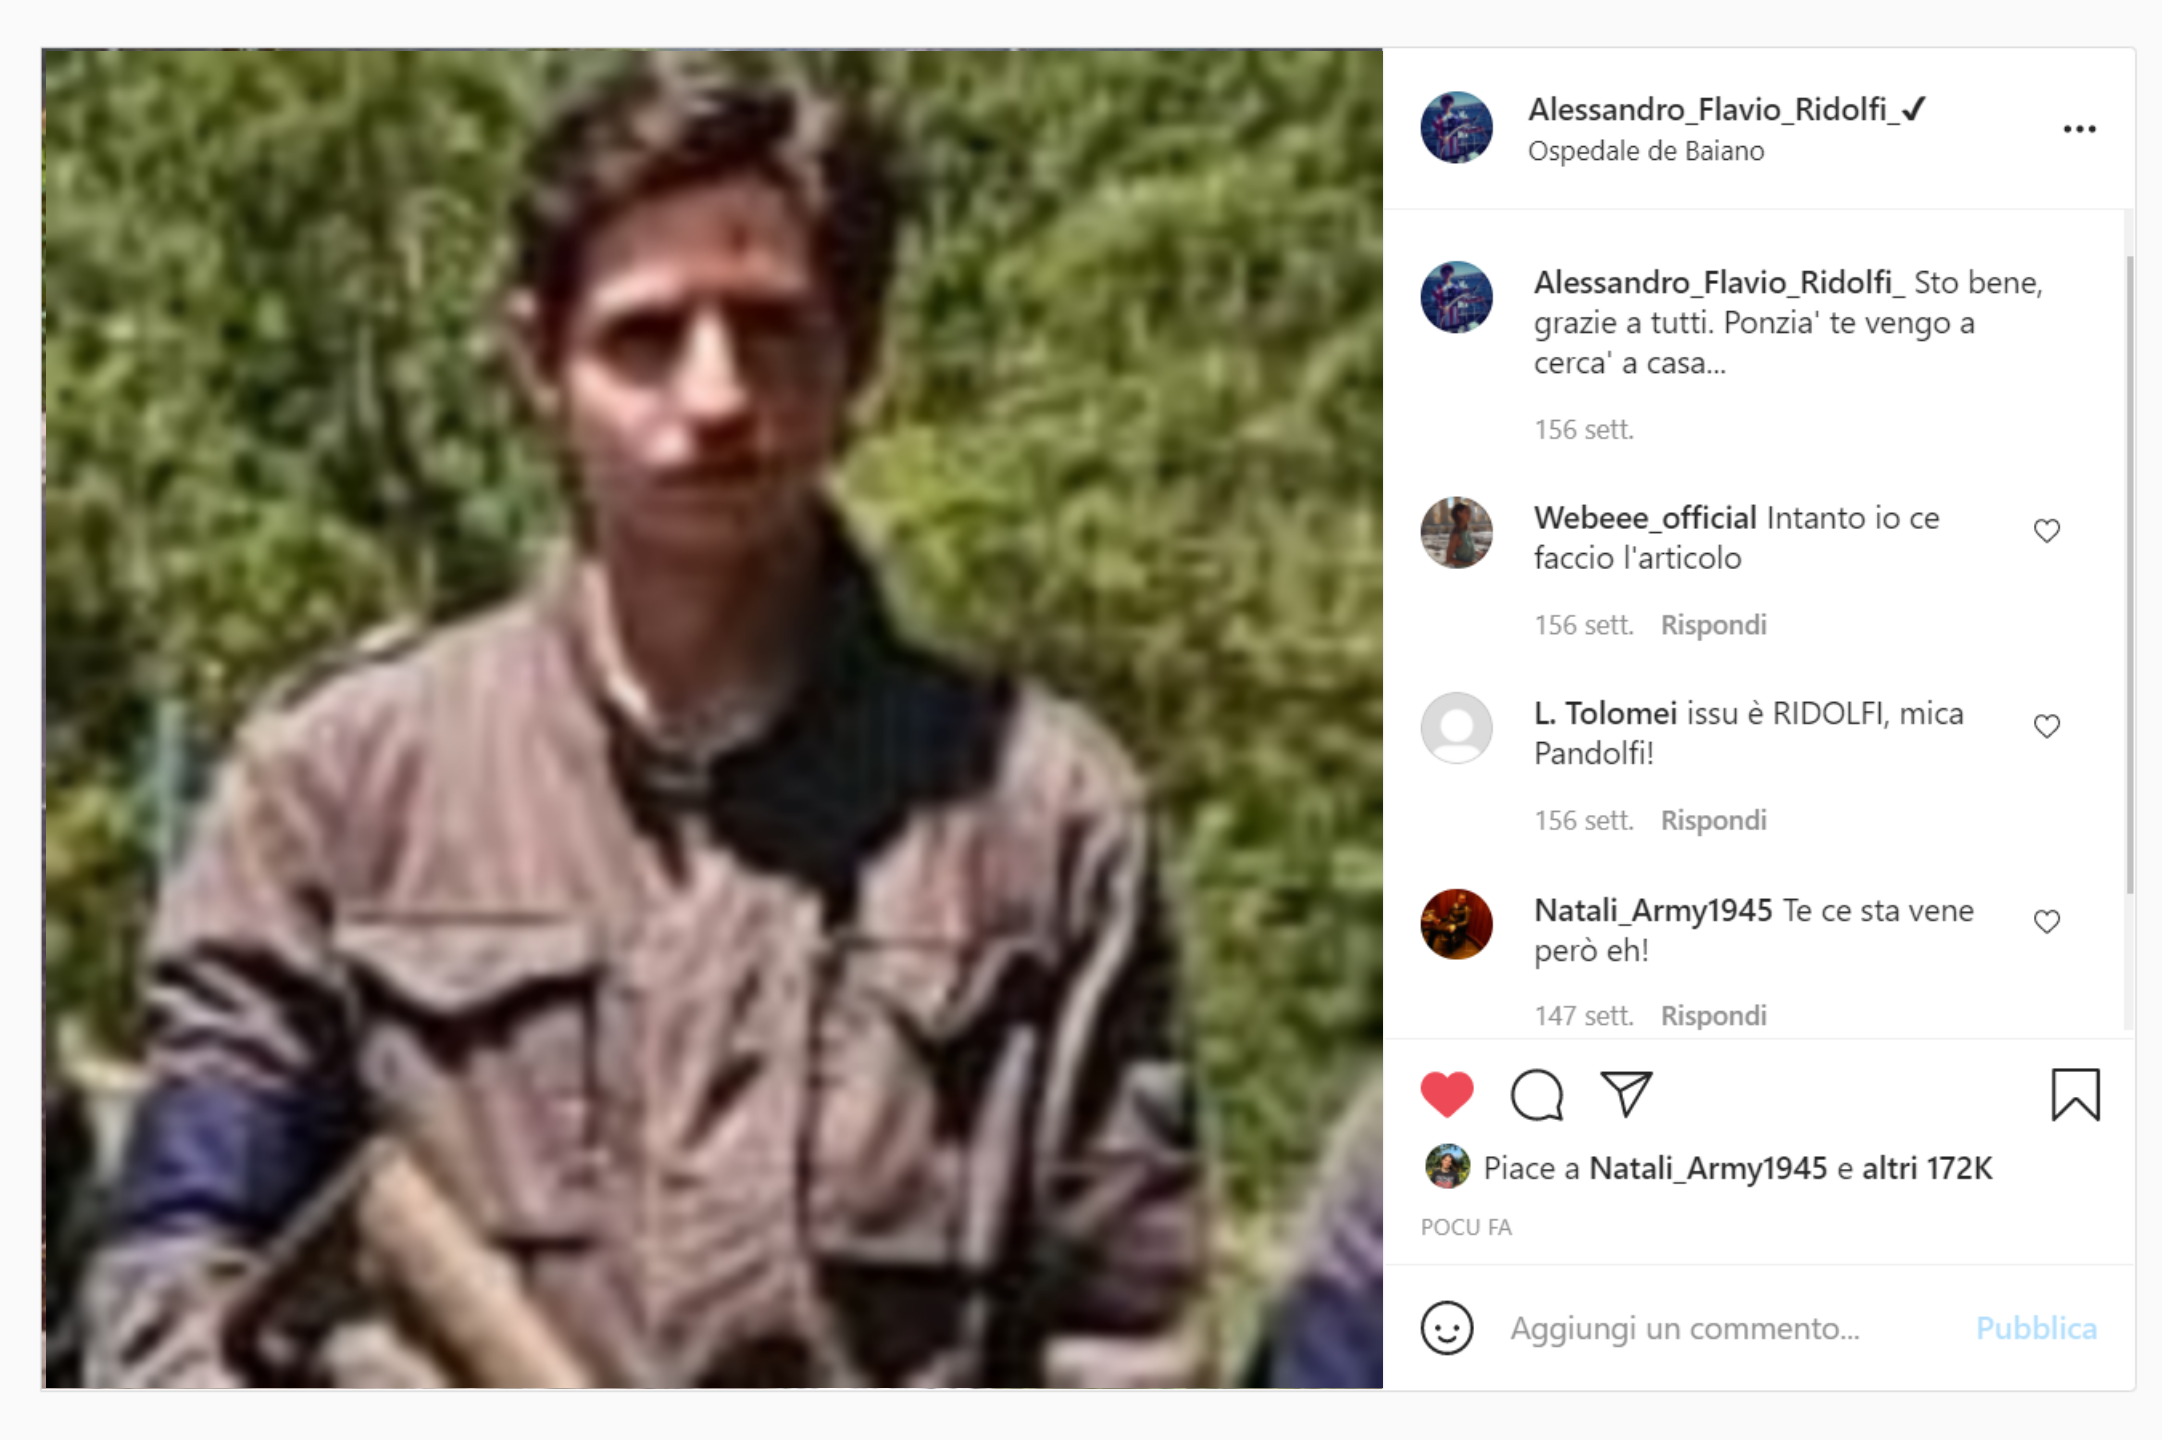 Alessandro_Flavio_Ridolfi_✓
Ospedale de Baiano
Alessandro_Flavio_Ridolfi_ Sto bene,
grazie a tutti. Ponzia' te vengo a
cerca' a casa...
156 sett.
Webeee_official Intanto io ce
faccio l'articolo
156 sett. Rispondi
L. Tolomei issu è RIDOLFI, mica
Pandolfi!
156 sett. Rispondi
Natali_Army1945 Te ce sta vene
però eh!
147 sett. Rispondi
Piace a Natali_Army1945 e altri 172K
POCU FA
Aggiungi un commento... Pubblica